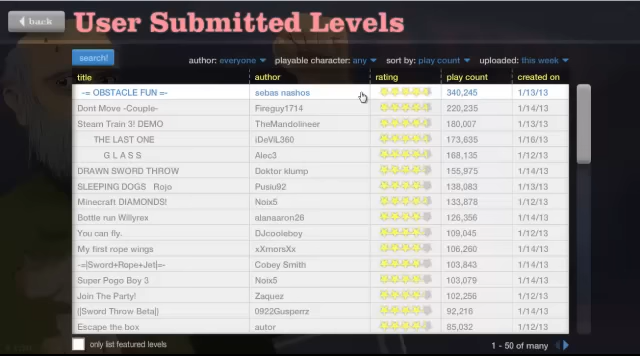 back
User Submitted Levels
search!
author: everyone playable character: any sort by: play count uploaded: this week
title author rating play count created on
-= OBSTACLE FUN =- sebas nashos 340,245 1/13/13
Dont Move -Couple- Fireguy1714 220,235 1/14/13
Steam Train 3! DEMO TheMandolineer 180,007 1/13/13
THE LAST ONE iDeViL360 173,635 1/16/13
G L A S S Alec3 168,135 1/12/13
DRAWN SWORD THROW Doktor klump 155,975 1/14/13
SLEEPING DOGS Rojo Pusiu92 138,083 1/13/13
Minecraft DIAMONDS! Noix5 133,878 1/12/13
Bottle run Willyrex alanaaron26 126,356 1/14/13
You can fly. DJcooleboy 109,045 1/12/13
My first rope wings xXmorsXx 106,260 1/14/13
-=|Sword+Rope+Jet|=- Cobey Smith 103,843 1/14/13
Super Pogo Boy 3 Noix5 103,079 1/14/13
Join The Party! Zaquez 102,256 1/12/13
(|Sword Throw Beta|) 0922Gusperrz 92,216 1/14/13
Escape the box autor 85,032 1/12/13
only list featured levels
1 - 50 of many